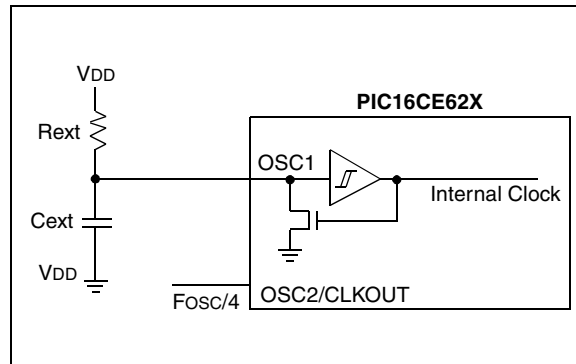 VDD
PIC16CE62X
Rext
OSC1
Internal Clock
Cext
VDD
FOSC/4
OSC2/CLKOUT